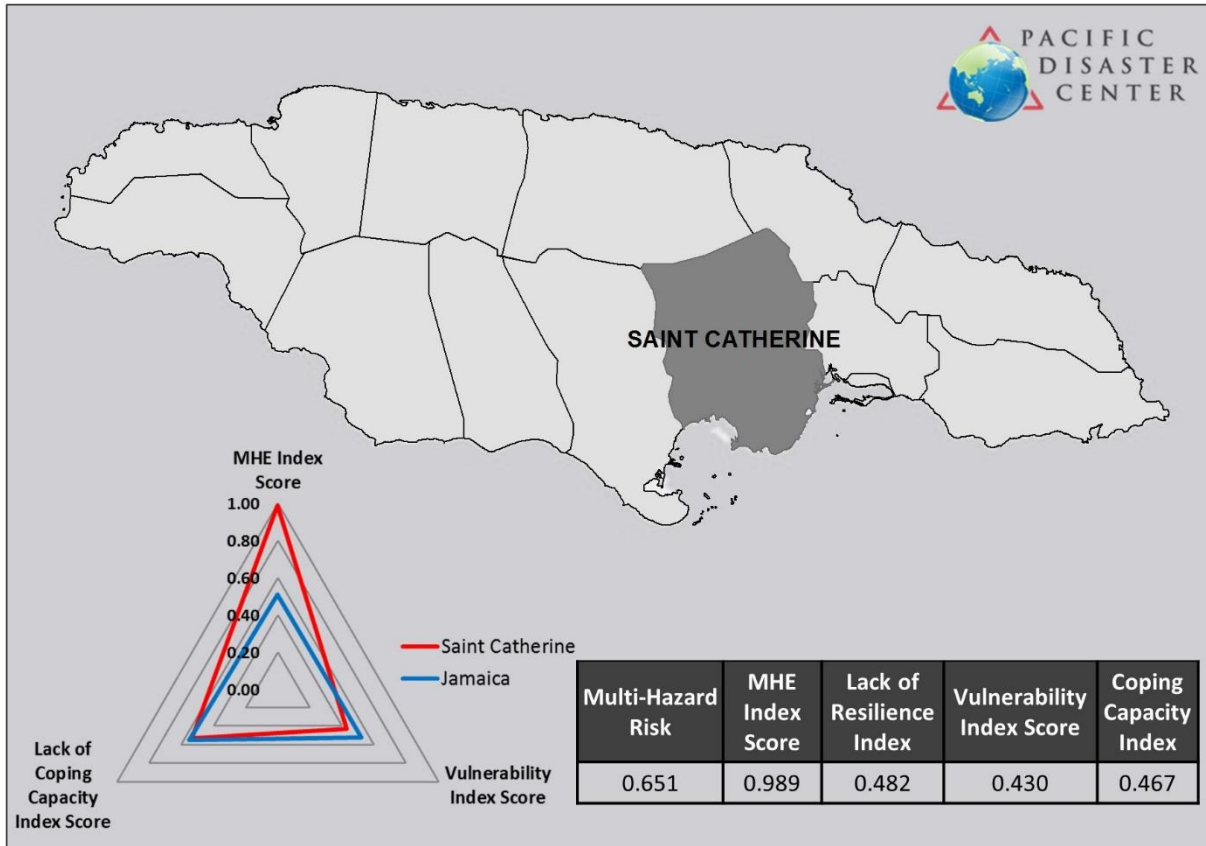 PACIFIC
DISASTER
CENTER
SAINT CATHERINE
MHE Index
Score
1.00
0.80
0.60
0.40
0.20
0.00
Lack of
Coping
Capacity
Index Score
Vulnerability
Index Score
Saint Catherine
Jamaica
Multi-Hazard
Risk
MHE
Index
Score
Lack of
Resilience
Index
Vulnerability
Index Score
Coping
Capacity
Index
0.651
0.989
0.482
0.430
0.467